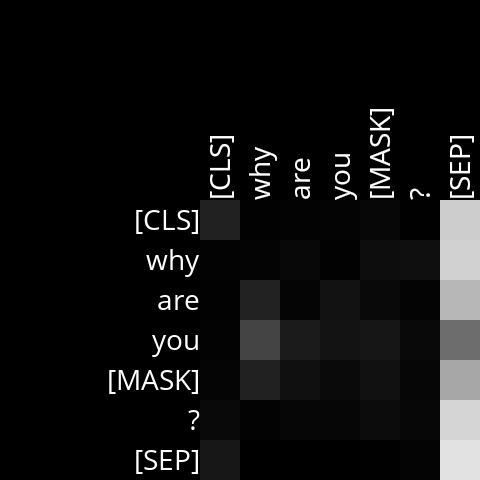 [CLS] why are you [MASK] ? [SEP]
[CLS]
why
are
you
[MASK]
?
[SEP]